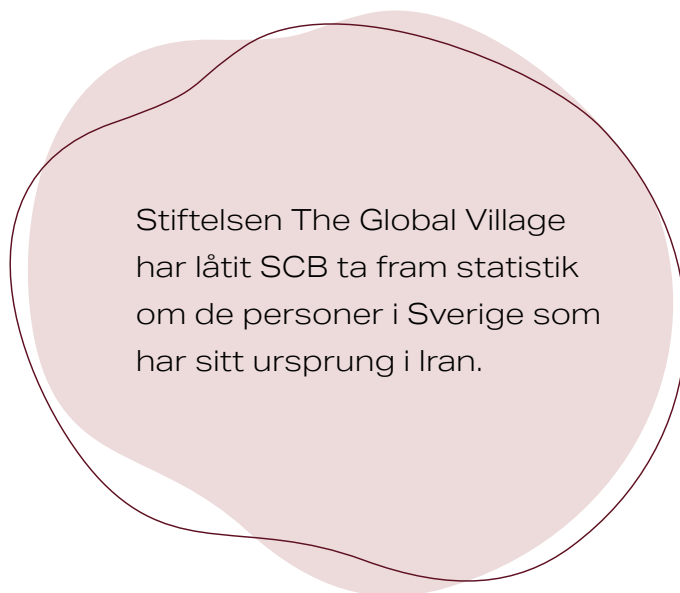 Stiftelsen The Global Village
har låtit SCB ta fram statistik
om de personer i Sverige som
har sitt ursprung i Iran.